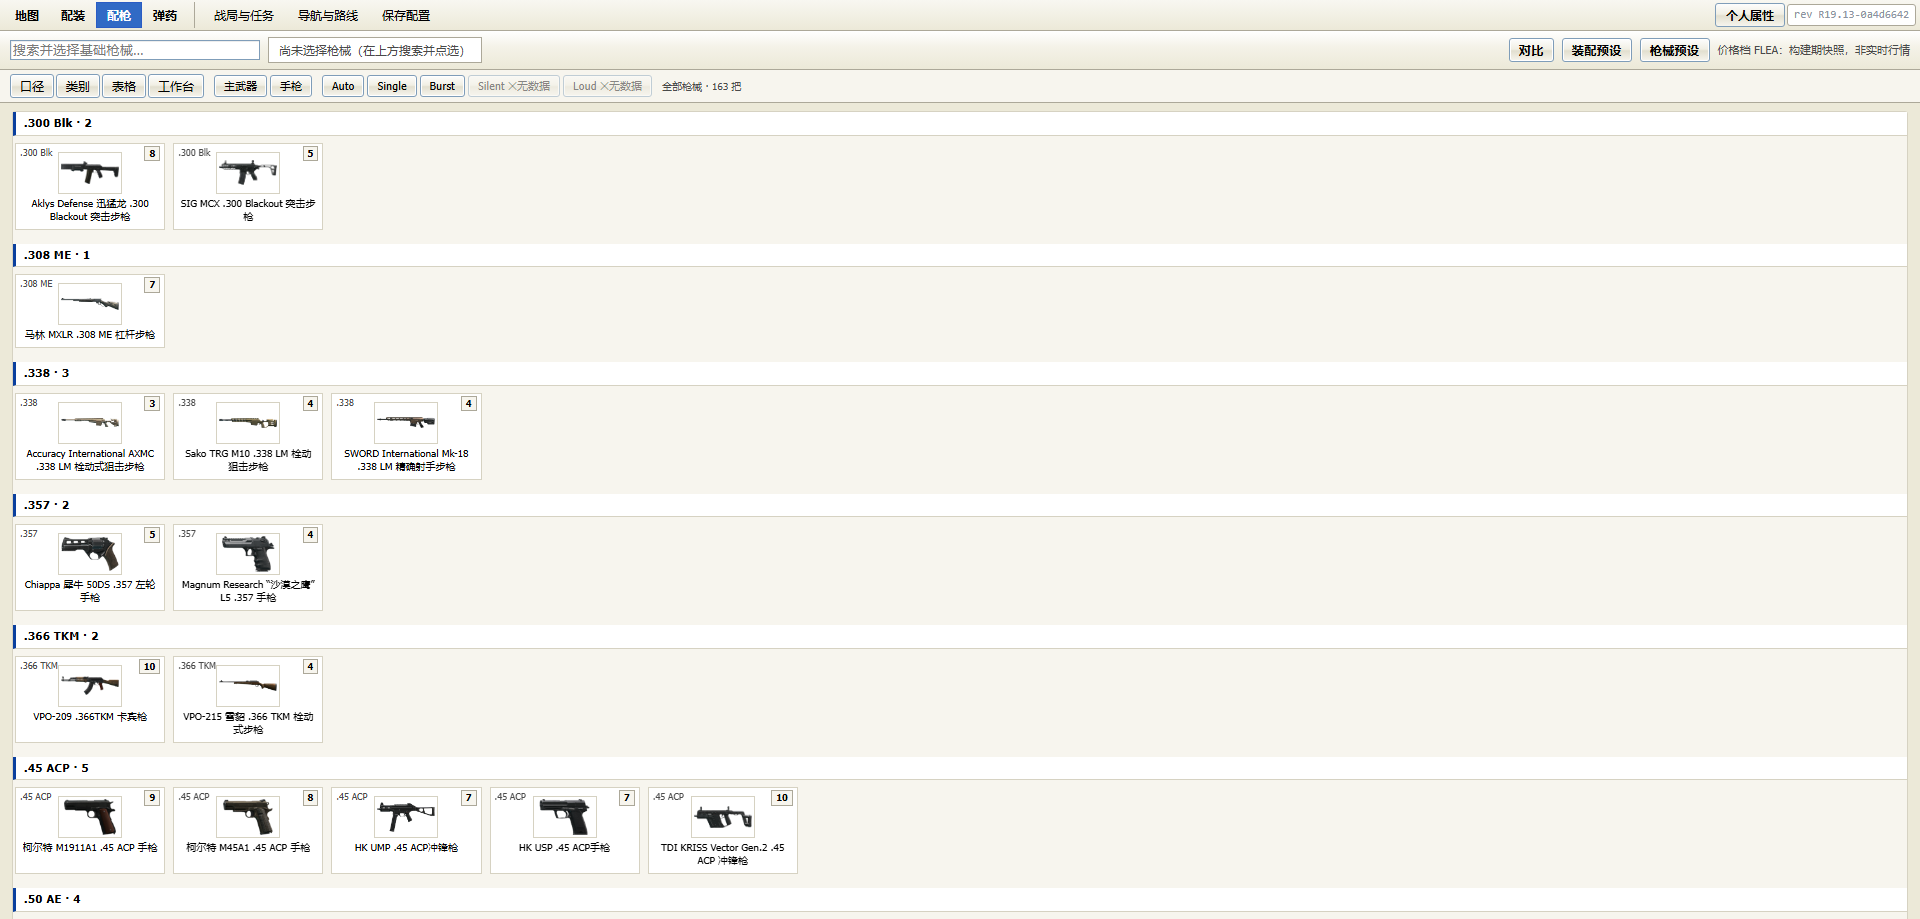 地图 配装 配枪 弹药 战局与任务 导航与路线 保存配置 个人属性 rev R19.13-0a4d6642
搜索并选择基础枪械... 尚未选择枪械（在上方搜索并点选） 对比 装配预设 枪械预设 价格档 FLEA：构建期快照，非实时行情
口径 类别 表格 工作台 主武器 手枪 Auto Single Burst Silent ╳无数据 Loud ╳无数据 全部枪械 · 163 把
.300 Blk · 2
.300 Blk 8
Aklys Defense 迅猛龙 .300
Blackout 突击步枪
.300 Blk 5
SIG MCX .300 Blackout 突击步
枪
.308 ME · 1
.308 ME 7
马林 MXLR .308 ME 杠杆步枪
.338 · 3
.338 3
Accuracy International AXMC
.338 LM 栓动式狙击步枪
.338 4
Sako TRG M10 .338 LM 栓动
狙击步枪
.338 4
SWORD International Mk-18
.338 LM 精确射手步枪
.357 · 2
.357 5
Chiappa 犀牛 50DS .357 左轮
手枪
.357 4
Magnum Research “沙漠之鹰”
L5 .357 手枪
.366 TKM · 2
.366 TKM 10
VPO-209 .366TKM 卡宾枪
.366 TKM 4
VPO-215 雪貂 .366 TKM 栓动
式步枪
.45 ACP · 5
.45 ACP 9
柯尔特 M1911A1 .45 ACP 手枪
.45 ACP 8
柯尔特 M45A1 .45 ACP 手枪
.45 ACP 7
HK UMP .45 ACP冲锋枪
.45 ACP 7
HK USP .45 ACP手枪
.45 ACP 10
TDI KRISS Vector Gen.2 .45
ACP 冲锋枪
.50 AE · 4